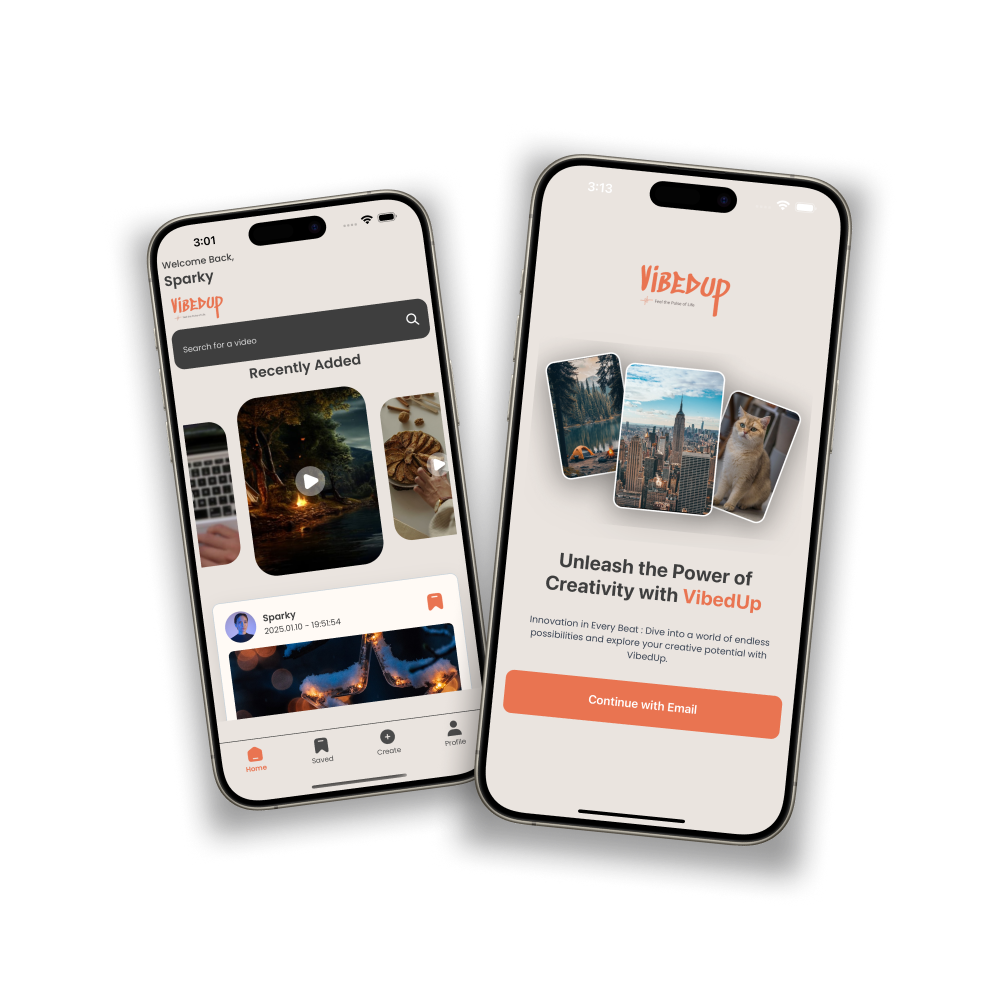 3:01
Welcome Back,
Sparky
VIBEDUP
Search for a video
Recently Added
Sparky
2025.01.10 - 19:51:54
Home
Saved
Create
Profile
3:13
VIBEDUP
Feel the Pulse of Life
Unleash the Power of
Creativity with VibedUp
Innovation in Every Beat : Dive into a world of endless
possibilities and explore your creative potential with
VibedUp.
Continue with Email